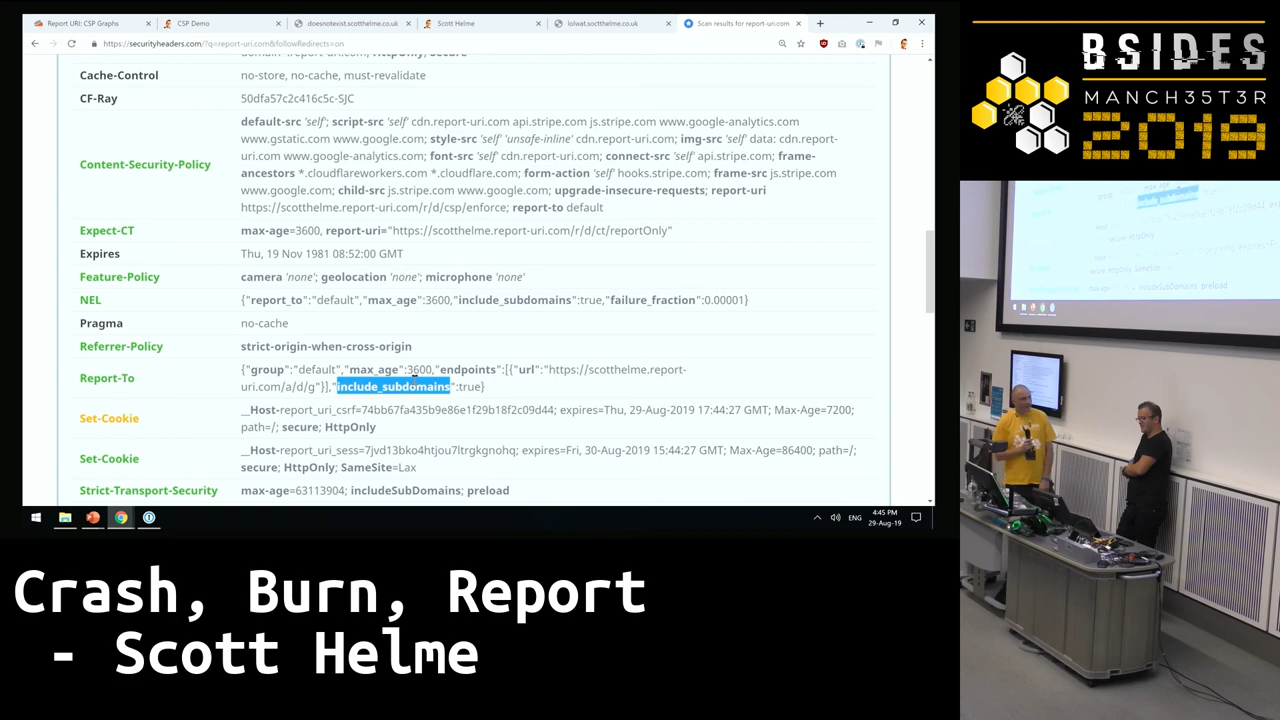 Report URI: CSP Graphs
CSP Demo
doesnotexist.scotthelme.co.uk
Scott Helme
lolwat.soctthelme.co.uk
Scan results for report-uri.com
https://securityheaders.com/?q=report-uri.com&followRedirects=on
Cache-Control no-store, no-cache, must-revalidate
CF-Ray 50dfa57c2c416c5c-SJC
default-src 'self'; script-src 'self' cdn.report-uri.com api.stripe.com js.stripe.com www.google-analytics.com
www.gstatic.com www.google.com; style-src 'self' 'unsafe-inline' cdn.report-uri.com; img-src 'self' data: cdn.report-
uri.com www.google-analytics.com; font-src 'self' cdn.report-uri.com; connect-src 'self' api.stripe.com; frame-
Content-Security-Policy
ancestors *.cloudflareworkers.com *.cloudflare.com; form-action 'self' hooks.stripe.com; frame-src js.stripe.com
www.google.com; child-src js.stripe.com www.google.com; upgrade-insecure-requests; report-uri
https://scotthelme.report-uri.com/r/d/csp/enforce; report-to default
Expect-CT max-age=3600, report-uri="https://scotthelme.report-uri.com/r/d/ct/reportOnly"
Expires Thu, 19 Nov 1981 08:52:00 GMT
Feature-Policy camera 'none'; geolocation 'none'; microphone 'none'
NEL {"report_to":"default","max_age":3600,"include_subdomains":true,"failure_fraction":0.00001}
Pragma no-cache
Referrer-Policy strict-origin-when-cross-origin
Report-To {"group":"default","max_age":3600,"endpoints":[{"url":"https://scotthelme.report-
uri.com/a/d/g"}],"include_subdomains":true}
Set-Cookie __Host-report_uri_csrf=74bb67fa435b9e86e1f29b18f2c09d44; expires=Thu, 29-Aug-2019 17:44:27 GMT; Max-Age=7200;
path=/; secure; HttpOnly
Set-Cookie __Host-report_uri_sess=7jvd13bko4htjou7ltrgkgnohq; expires=Fri, 30-Aug-2019 15:44:27 GMT; Max-Age=86400; path=/;
secure; HttpOnly; SameSite=Lax
Strict-Transport-Security max-age=63113904; includeSubDomains; preload
ENG
4:45 PM
29-Aug-19
BSIDES
MANCH35T3R
2019
Crash, Burn, Report
- Scott Helme